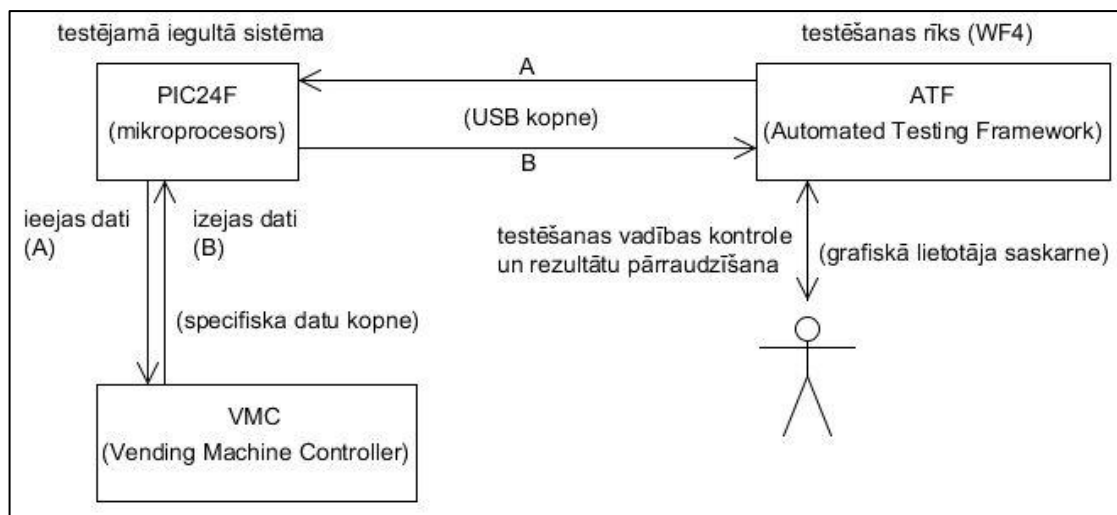 testējamā iegultā sistēma
testēšanas rīks (WF4)
PIC24F
(mikroprocesors)
A
(USB kopne)
B
ATF
(Automated Testing Framework)
ieejas dati
(A)
izejas dati
(B)
(specifiska datu kopne)
testēšanas vadības kontrole
un rezultātu pārraudzīšana
(grafiskā lietotāja saskarne)
VMC
(Vending Machine Controller)